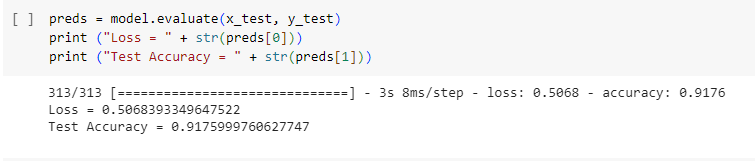 [ ] preds = model.evaluate(x_test, y_test)
print ("Loss = " + str(preds[0]))
print ("Test Accuracy = " + str(preds[1]))
313/313 [==============================] - 3s 8ms/step - loss: 0.5068 - accuracy: 0.9176
Loss = 0.5068393349647522
Test Accuracy = 0.9175999760627747